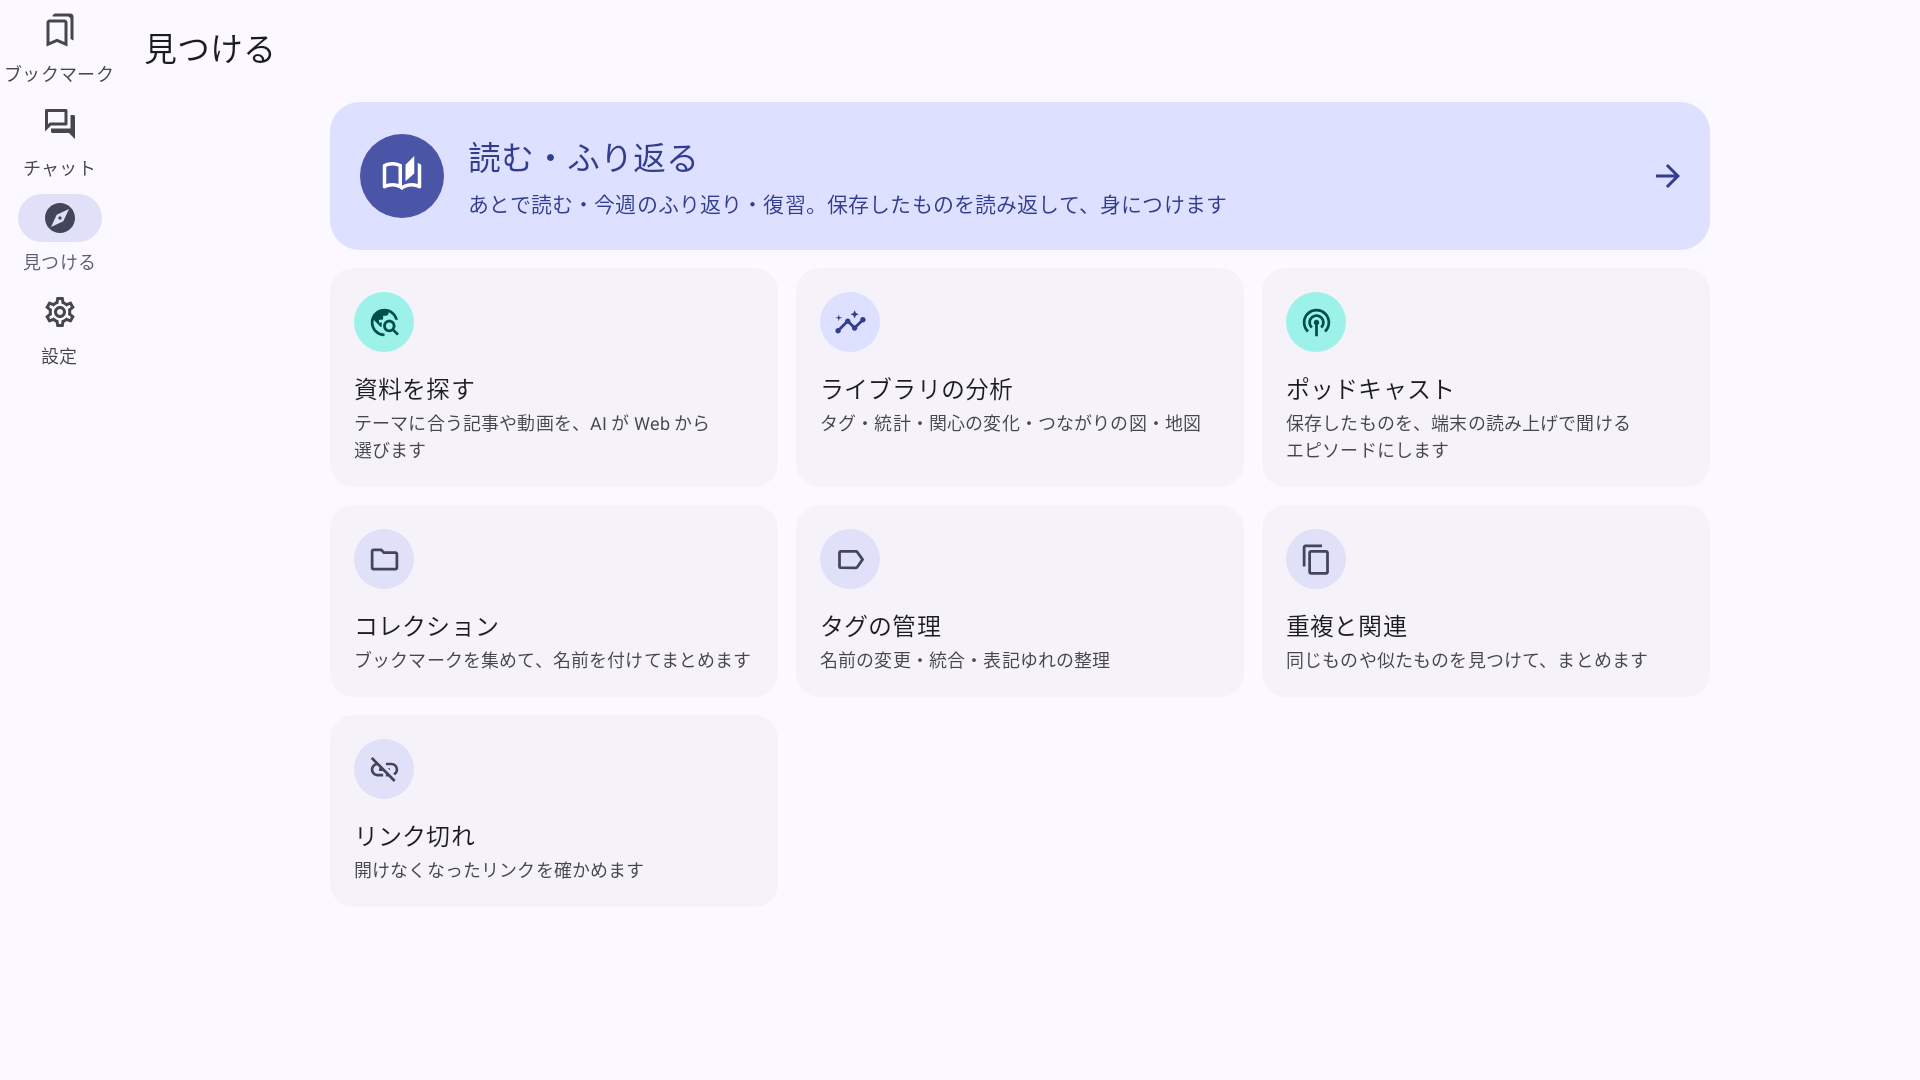 ブックマーク
チャット
見つける
設定
見つける
読む・ふり返る
あとで読む・今週のふり返り・復習。保存したものを読み返して、身につけます
資料を探す
テーマに合う記事や動画を、AI が Web から
選びます
ライブラリの分析
タグ・統計・関心の変化・つながりの図・地図
ポッドキャスト
保存したものを、端末の読み上げで聞ける
エピソードにします
コレクション
ブックマークを集めて、名前を付けてまとめます
タグの管理
名前の変更・統合・表記ゆれの整理
重複と関連
同じものや似たものを見つけて、まとめます
リンク切れ
開けなくなったリンクを確かめます